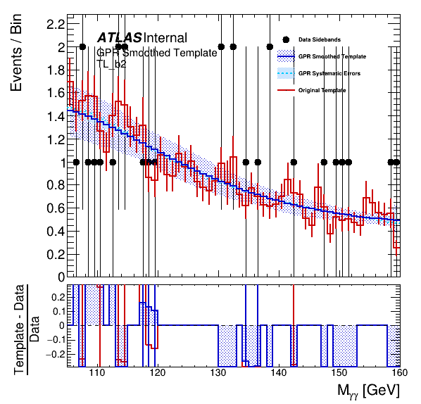 ATLAS Internal
GPR Smoothed Template
TL_b2
Data Sidebands
GPR Smoothed Template
GPR Systematic Errors
Original Template
Events / Bin
2.2
2
1.8
1.6
1.4
1.2
1
0.8
0.6
0.4
0.2
0
Template - Data
Data
0.2
0.1
0
−0.1
−0.2
110 120 130 140 150 160
Mγγ [GeV]